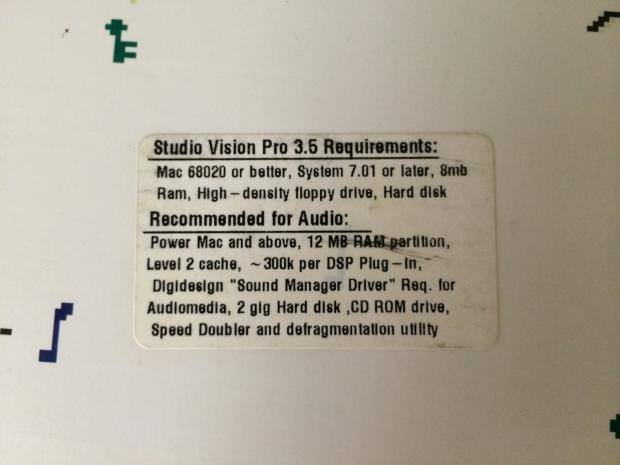 Studio Vision Pro 3.5 Requirements:
Mac 68020 or better, System 7.01 or later, 8mb
Ram, High-density floppy drive, Hard disk
Recommended for Audio:
Power Mac and above, 12 MB RAM partition,
Level 2 cache, ~300k per DSP Plug-In,
Digidesign "Sound Manager Driver" Req. for
Audiomedia, 2 gig Hard disk ,CD ROM drive,
Speed Doubler and defragmentation utility